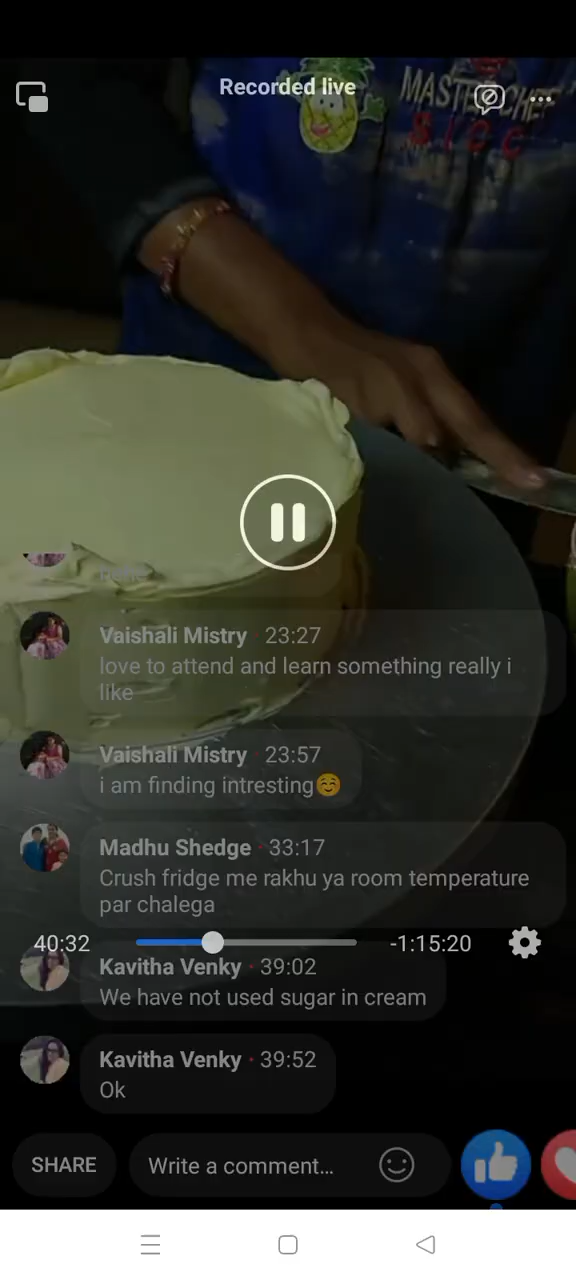 Recorded live
MASTER CHEF
Vaishali Mistry · 23:27
love to attend and learn something really i
like
Vaishali Mistry · 23:57
i am finding intresting☺️
Madhu Shedge · 33:17
Crush fridge me rakhu ya room temperature
par chalega
40:32
-1:15:20
Kavitha Venky · 39:02
We have not used sugar in cream
Kavitha Venky · 39:52
Ok
SHARE
Write a comment...